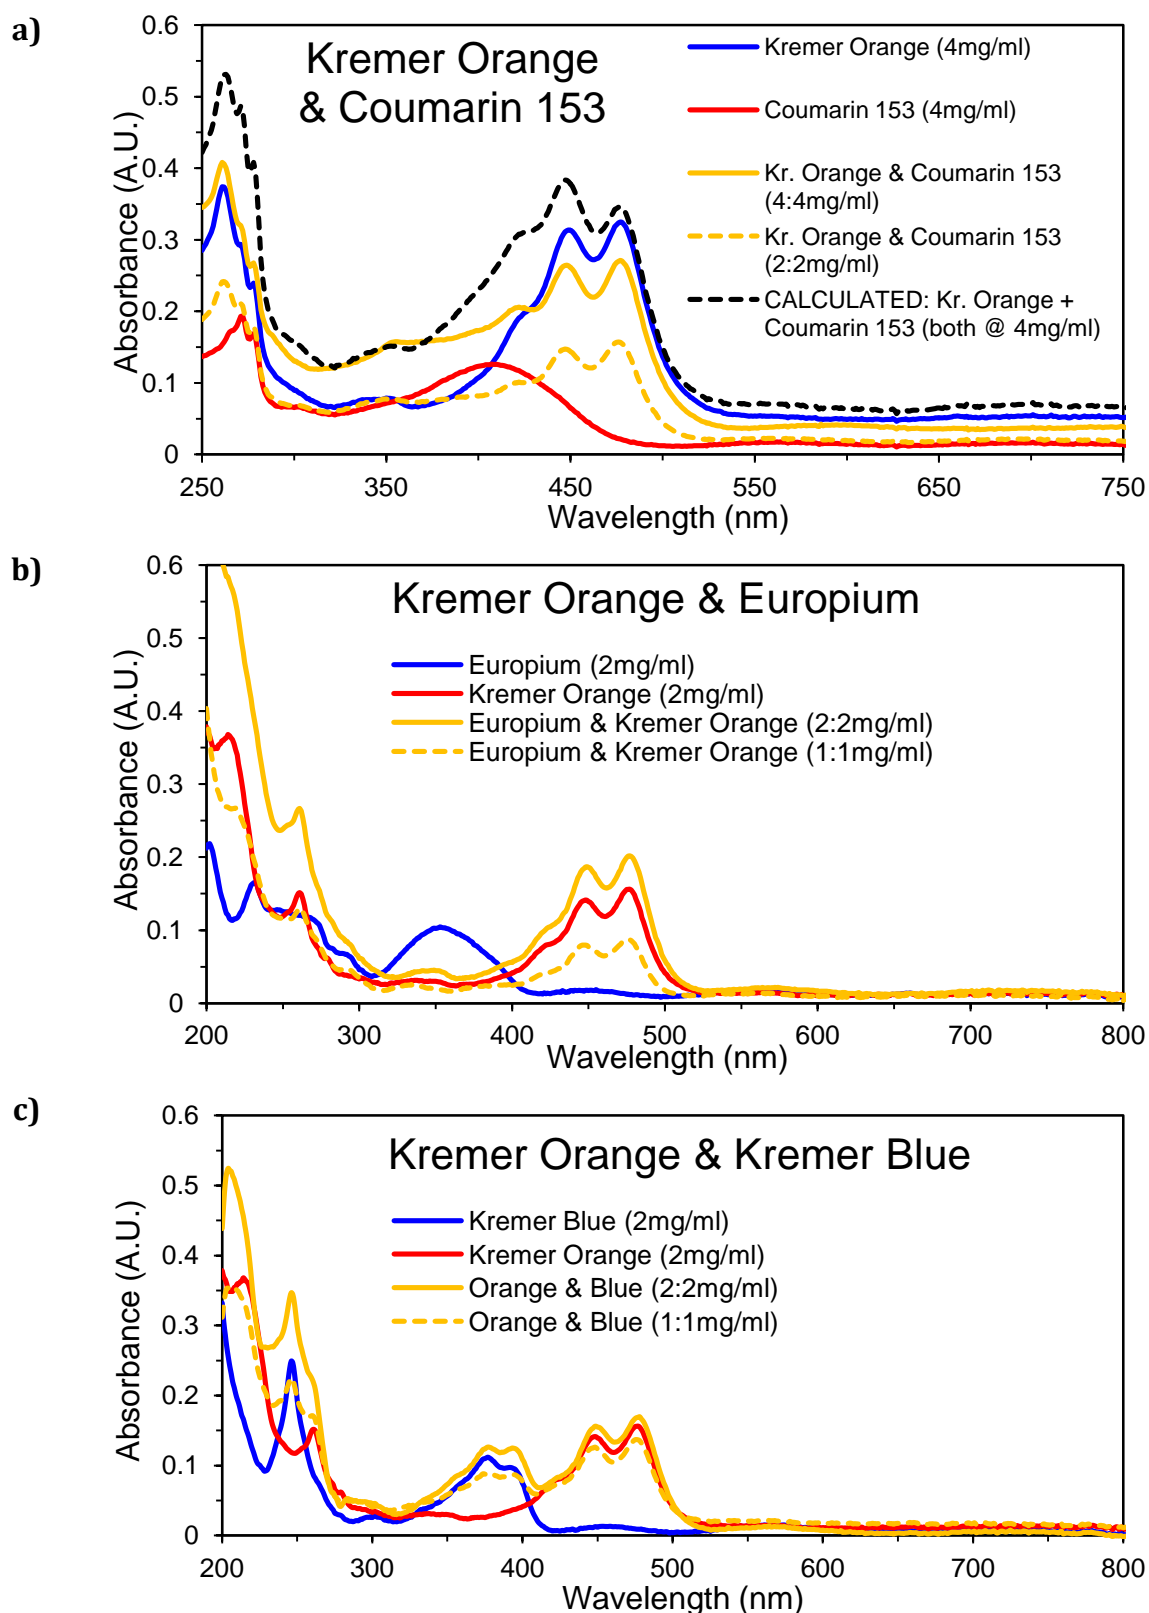 a)
Kremer Orange
& Coumarin 153
Kremer Orange (4mg/ml)
Coumarin 153 (4mg/ml)
Kr. Orange & Coumarin 153
(4:4mg/ml)
Kr. Orange & Coumarin 153
(2:2mg/ml)
CALCULATED: Kr. Orange +
Coumarin 153 (both @ 4mg/ml)
Absorbance (A.U.)
0.6
0.5
0.4
0.3
0.2
0.1
0
250 350 450 550 650 750
Wavelength (nm)
b)
Kremer Orange & Europium
Europium (2mg/ml)
Kremer Orange (2mg/ml)
Europium & Kremer Orange (2:2mg/ml)
Europium & Kremer Orange (1:1mg/ml)
Absorbance (A.U.)
0.6
0.5
0.4
0.3
0.2
0.1
0
200 300 400 500 600 700 800
Wavelength (nm)
c)
Kremer Orange & Kremer Blue
Kremer Blue (2mg/ml)
Kremer Orange (2mg/ml)
Orange & Blue (2:2mg/ml)
Orange & Blue (1:1mg/ml)
Absorbance (A.U.)
0.6
0.5
0.4
0.3
0.2
0.1
0
200 300 400 500 600 700 800
Wavelength (nm)